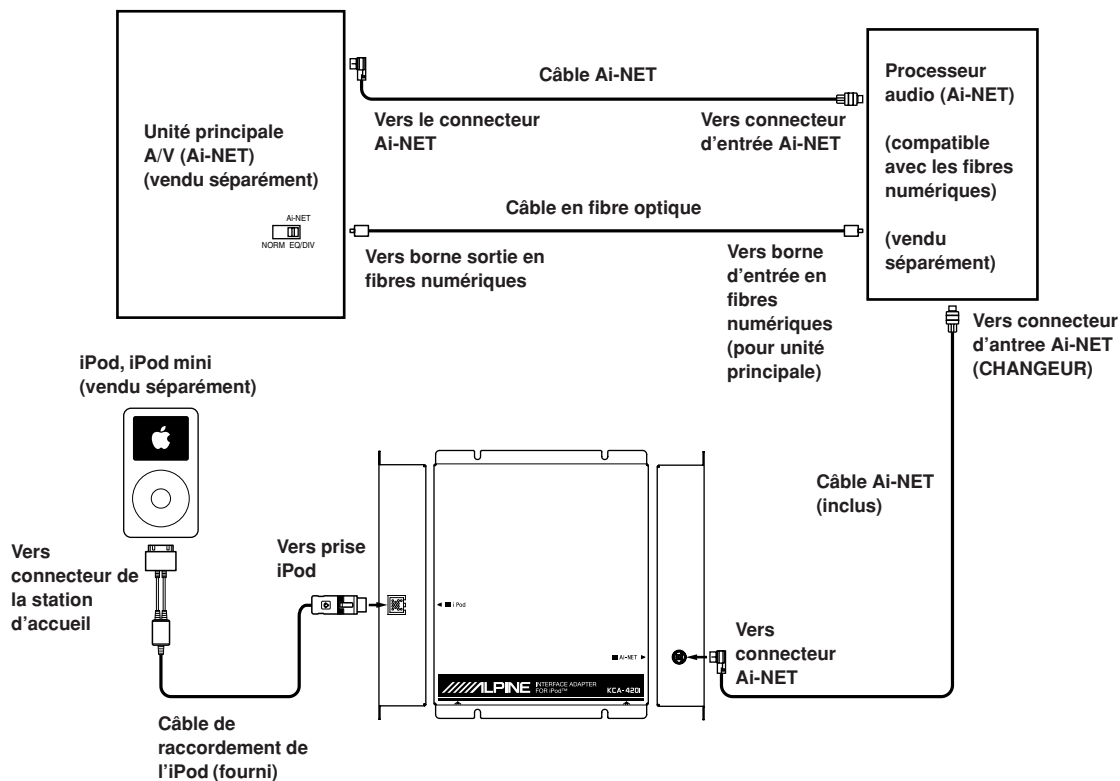 Unité principale
A/V (Ai-NET)
(vendu séparément)
Ai-NET
NORM EQ/DIV
Câble Ai-NET
Vers le connecteur
Ai-NET
Vers connecteur
d'entrée Ai-NET
Câble en fibre optique
Vers borne sortie en
fibres numériques
Vers borne
d'entrée en
fibres
numériques
(pour unité
principale)
Processeur
audio (Ai-NET)
(compatible
avec les fibres
numériques)
(vendu
séparément)
Vers connecteur
d'antree Ai-NET
(CHANGEUR)
iPod, iPod mini
(vendu séparément)
Vers
connecteur de
la station
d'accueil
Vers prise
iPod
Câble Ai-NET
(inclus)
iPod
Ai-NET
Vers
connecteur
Ai-NET
ALPINE INTERFACE ADAPTER
FOR iPod™ KCA-420i
Câble de
raccordement de
l'iPod (fourni)